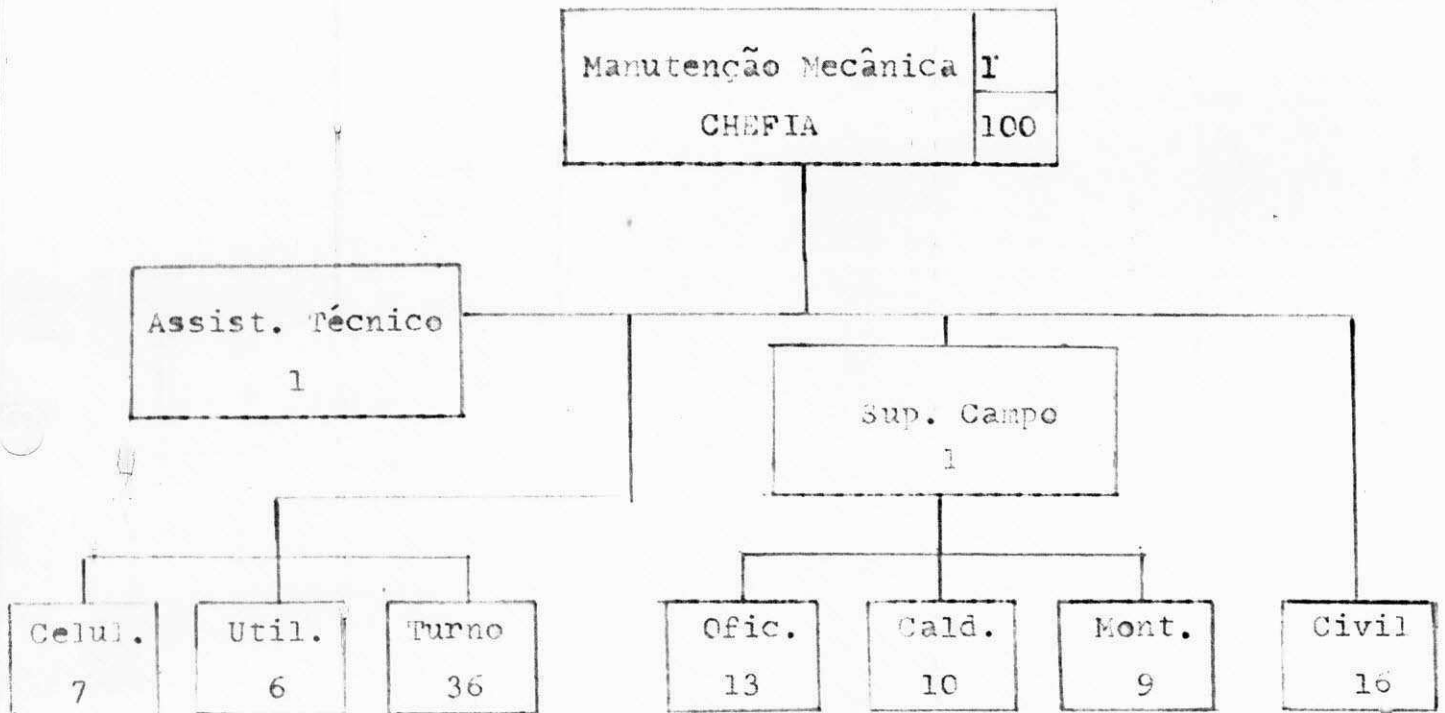 Manutenção Mecânica 1
CHEFIA 100
Assist. Técnico
1
Sup. Campo
1
Celul.
7
Util.
6
Turno
36
Ofic.
13
Cald.
10
Mont.
9
Civil
16